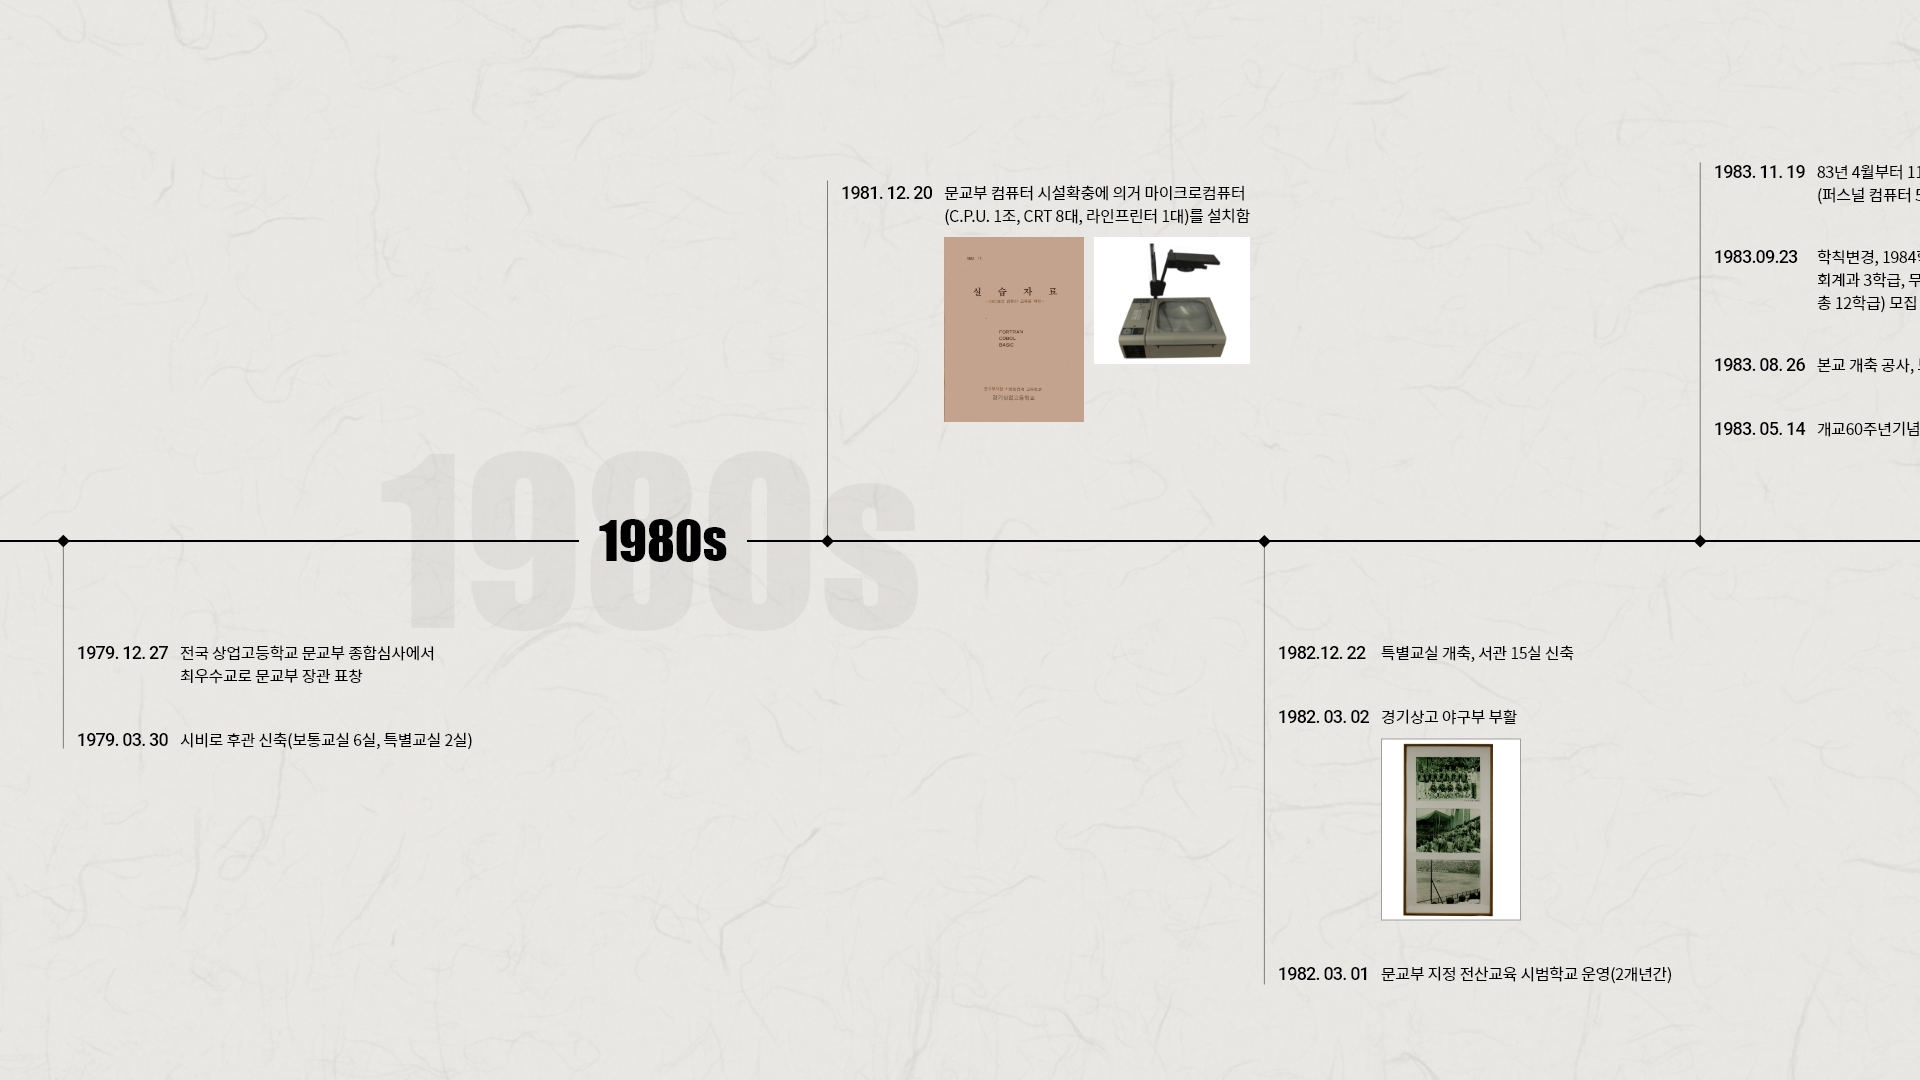 1979. 12. 27 전국 상업고등학교 문교부 종합심사에서
최우수교로 문교부 장관 표창
1979. 03. 30 시비로 후관 신축(보통교실 6실, 특별교실 2실)
1980s
1980s
1981. 12. 20 문교부 컴퓨터 시설확충에 의거 마이크로컴퓨터
(C.P.U. 1조, CRT 8대, 라인프린터 1대)를 설치함
실 습 자 료
FORTRAN
COBOL
BASIC
경기상업고등학교
1982.12. 22 특별교실 개축, 서관 15실 신축
1982. 03. 02 경기상고 야구부 부활
1982. 03. 01 문교부 지정 전산교육 시범학교 운영(2개년간)
1983. 11. 19 83년 4월부터 11
(퍼스널 컴퓨터
1983.09.23 학칙변경, 1984
회계과 3학급,
총 12학급) 모집
1983. 08. 26 본교 개축 공사,
1983. 05. 14 개교60주년기념